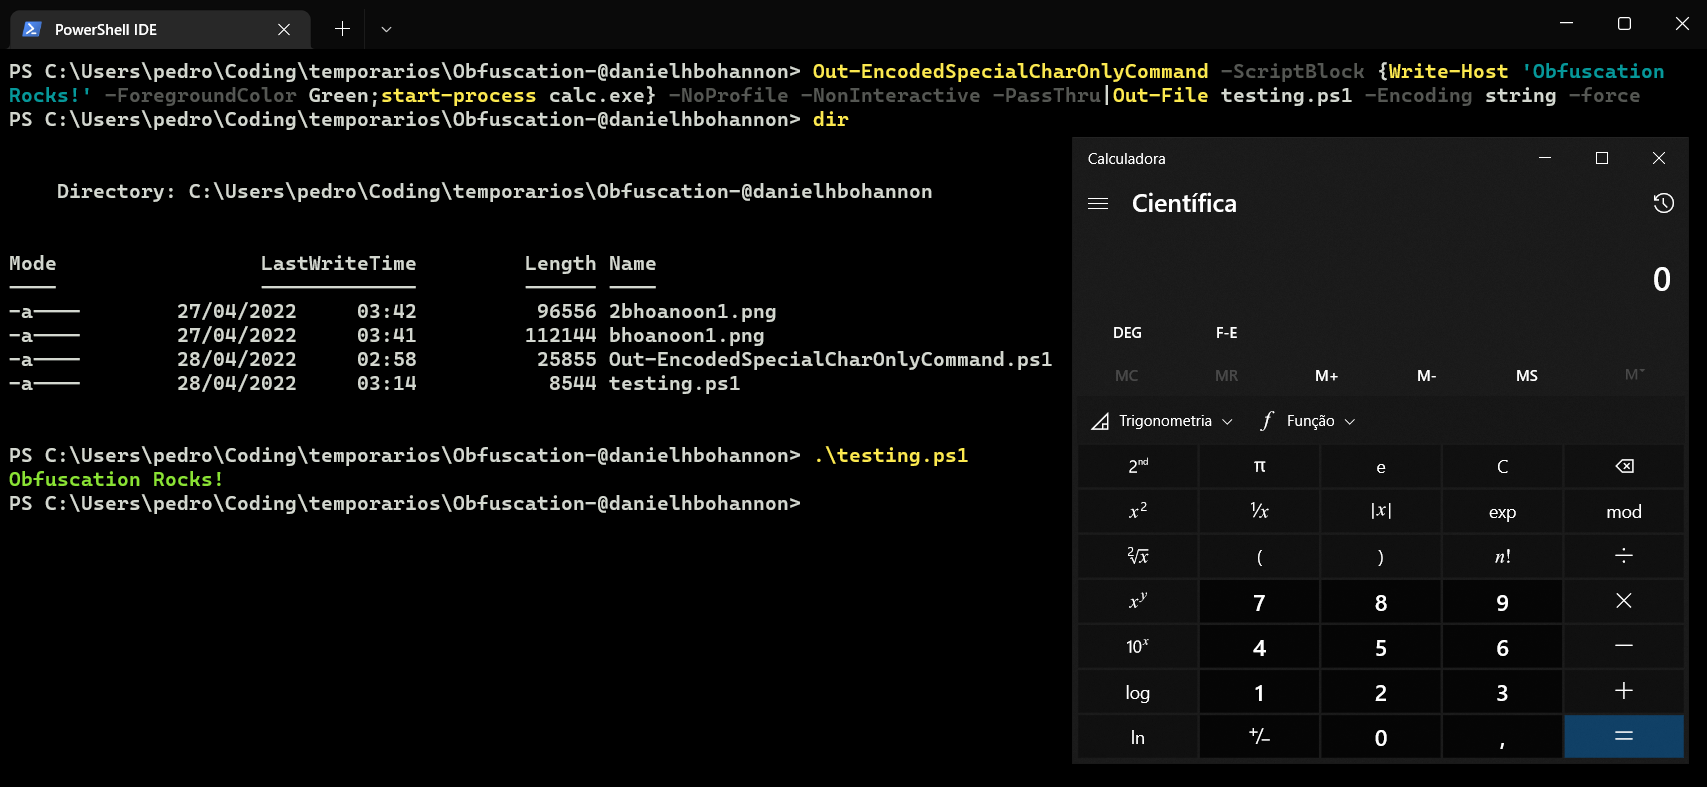 PowerShell IDE
PS C:\Users\pedro\Coding\temporarios\Obfuscation-@danielhbohannon> Out-EncodedSpecialCharOnlyCommand -ScriptBlock {Write-Host 'Obfuscation
Rocks!' -ForegroundColor Green;start-process calc.exe} -NoProfile -NonInteractive -PassThru|Out-File testing.ps1 -Encoding string -force
PS C:\Users\pedro\Coding\temporarios\Obfuscation-@danielhbohannon> dir
Directory: C:\Users\pedro\Coding\temporarios\Obfuscation-@danielhbohannon
Mode LastWriteTime Length Name
---- ------------- ------ ----
-a---- 27/04/2022 03:42 96556 2bhoanoon1.png
-a---- 27/04/2022 03:41 112144 bhoanoon1.png
-a---- 28/04/2022 02:58 25855 Out-EncodedSpecialCharOnlyCommand.ps1
-a---- 28/04/2022 03:14 8544 testing.ps1
PS C:\Users\pedro\Coding\temporarios\Obfuscation-@danielhbohannon> .\testing.ps1
Obfuscation Rocks!
PS C:\Users\pedro\Coding\temporarios\Obfuscation-@danielhbohannon>
Calculadora
Científica
0
DEG F-E
MC MR M+ M- MS M˅
Trigonometria f Função
2ⁿᵈ π e C
x² ¹/x |x| exp mod
²√x ( ) n! ÷
xʸ 7 8 9 ×
10ˣ 4 5 6 −
log 1 2 3 +
ln +/− 0 , =